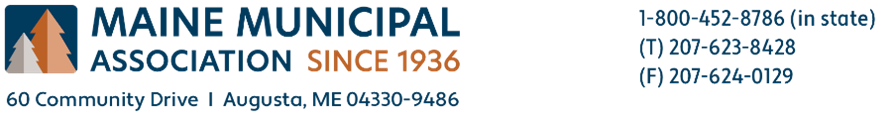 MAINE MUNICIPAL
ASSOCIATION SINCE 1936
60 Community Drive I Augusta, ME 04330-9486
1-800-452-8786 (in state)
(T) 207-623-8428
(F) 207-624-0129